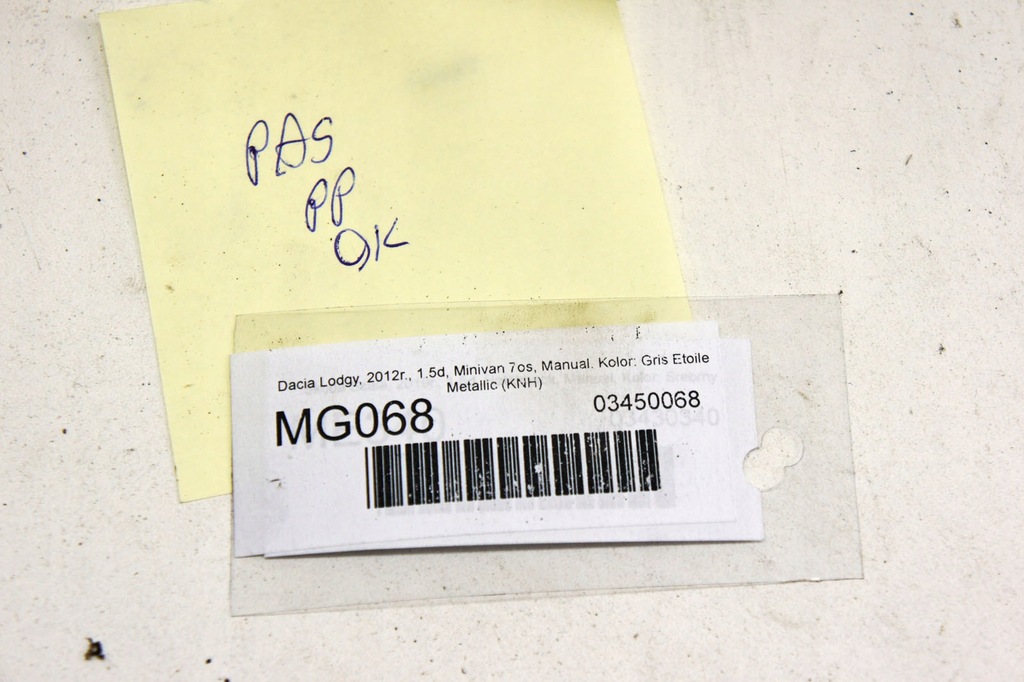 PAS
PP
OK
Dacia Lodgy, 2012r., 1.5d, Minivan 7os, Manual. Kolor: Gris Etoile
Metallic (KNH)
MG068
03450068